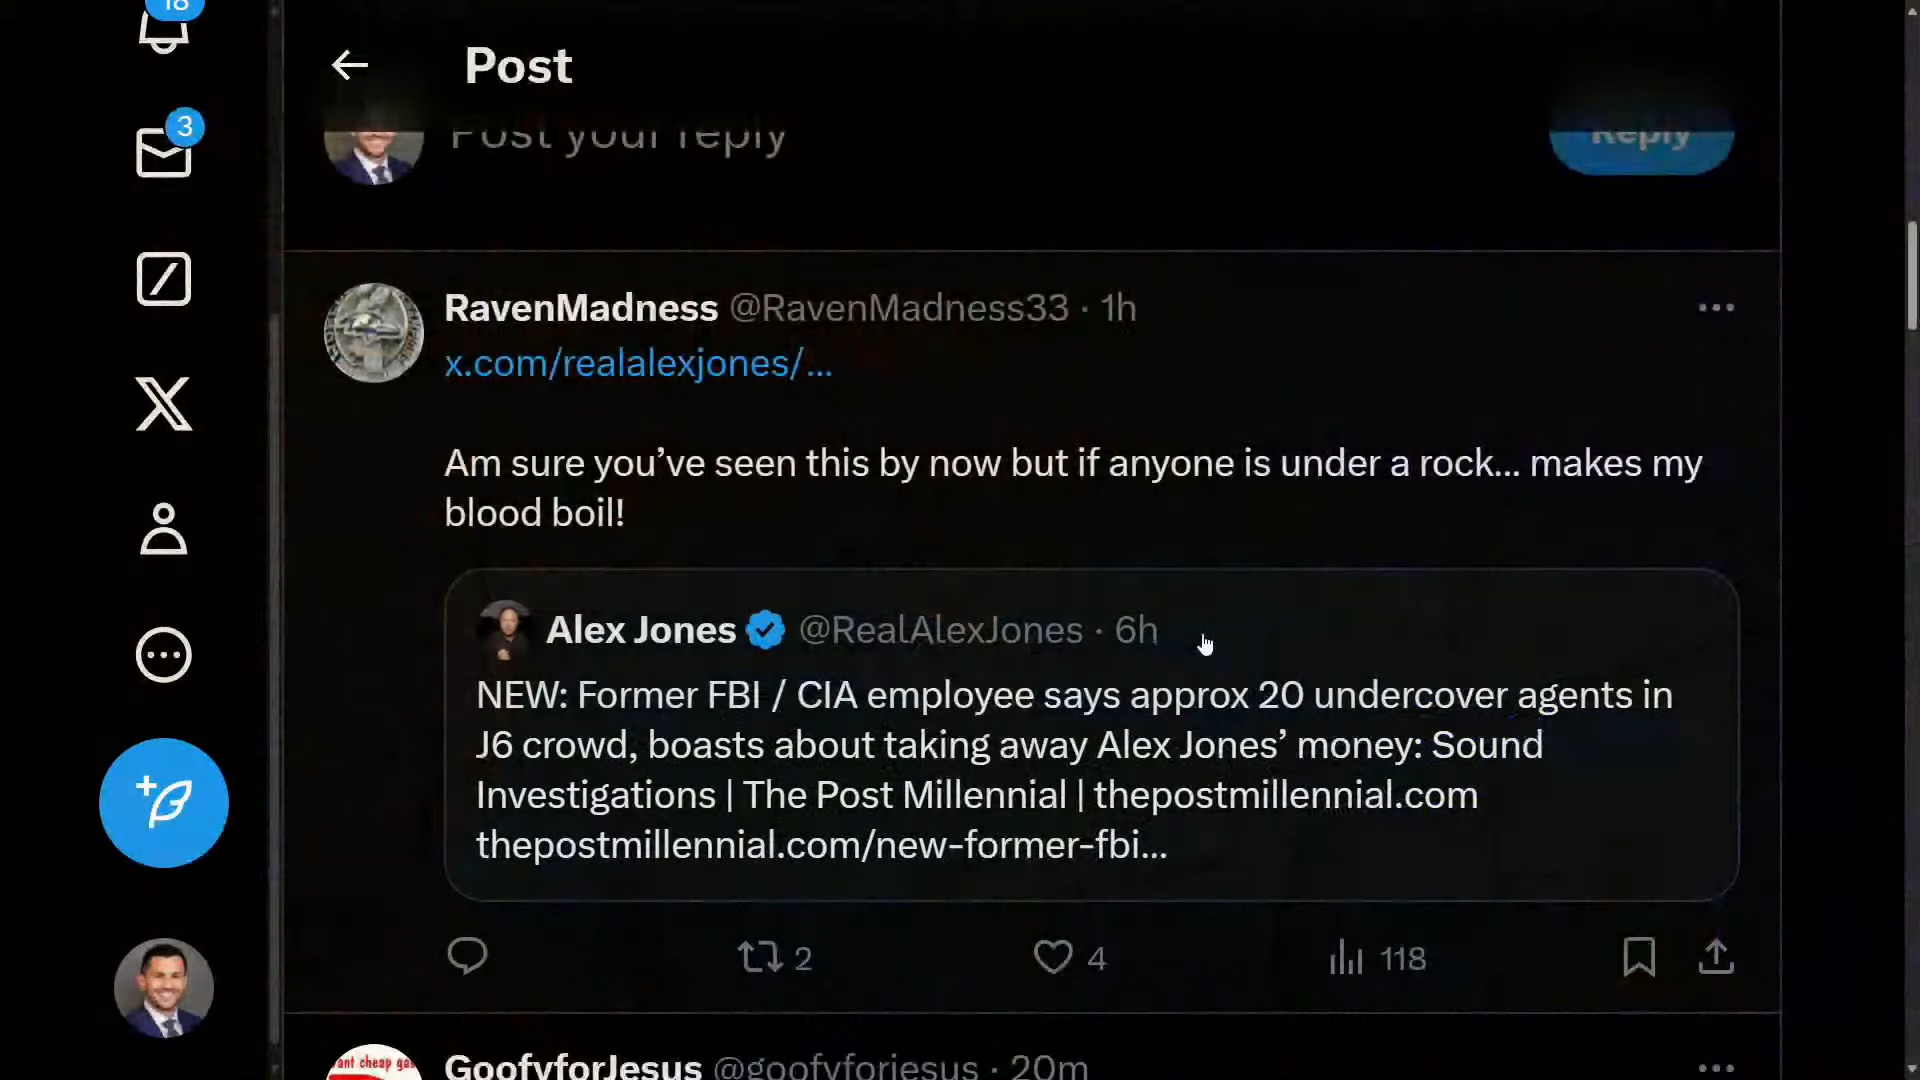 18
Post
Post your reply
Reply
3
RavenMadness @RavenMadness33 · 1h
x.com/realalexjones/...
Am sure you’ve seen this by now but if anyone is under a rock... makes my
blood boil!
Alex Jones @RealAlexJones · 6h
NEW: Former FBI / CIA employee says approx 20 undercover agents in
J6 crowd, boasts about taking away Alex Jones’ money: Sound
Investigations | The Post Millennial | thepostmillennial.com
thepostmillennial.com/new-former-fbi...
2
4
118
ant cheap ga
GoofyforJesus @goofyforjesus · 20m